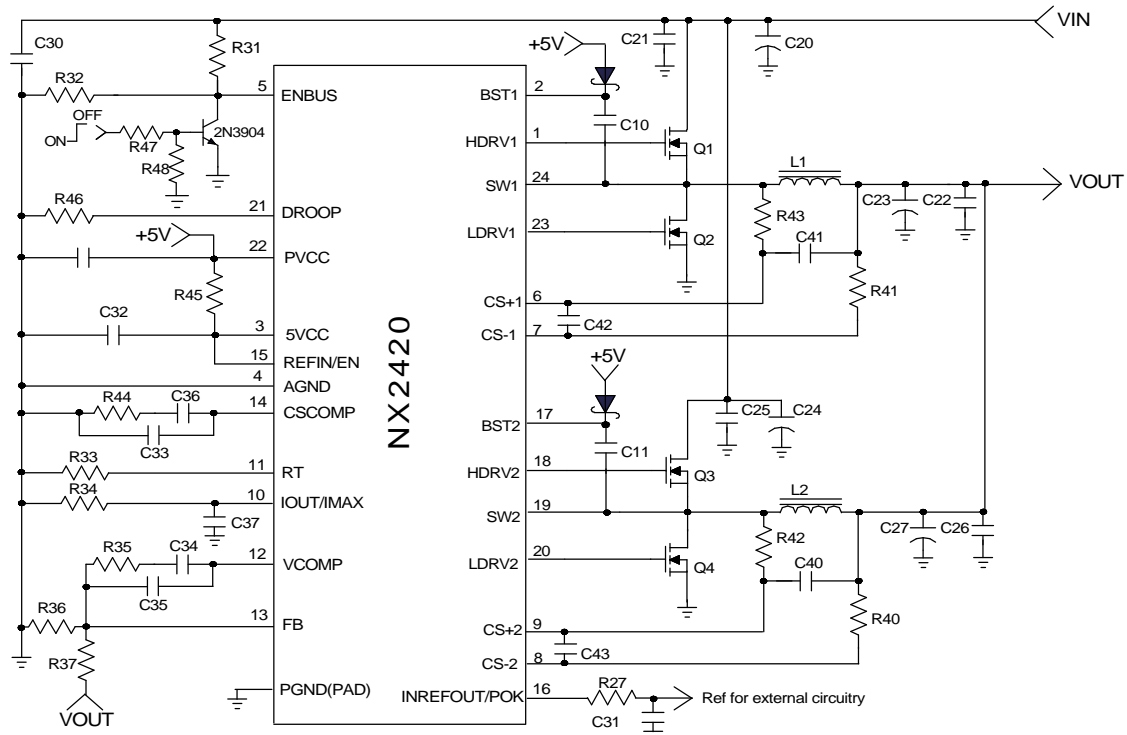 VIN
C30
R31
+5V
C21
C20
R32
5
ENBUS
BST1
2
OFF
ON
R47
2N3904
R48
C10
HDRV1
1
Q1
SW1
24
L1
VOUT
R46
21
DROOP
C23
C22
R43
+5V
22
PVCC
LDRV1
23
Q2
C41
R45
R41
CS+1
6
C32
3
5VCC
C42
CS-1
7
15
REFIN/EN
NX2420
+5V
4
AGND
R44
C36
14
CSCOMP
C33
BST2
17
C25
C24
C11
R33
11
RT
HDRV2
18
Q3
R34
10
IOUT/IMAX
C37
SW2
19
L2
C27
C26
R42
R35
C34
12
VCOMP
LDRV2
20
Q4
C40
C35
R36
13
FB
R40
CS+2
9
C43
CS-2
8
R37
PGND(PAD)
INREFOUT/POK
16
R27
Ref for external circuitry
C31
VOUT